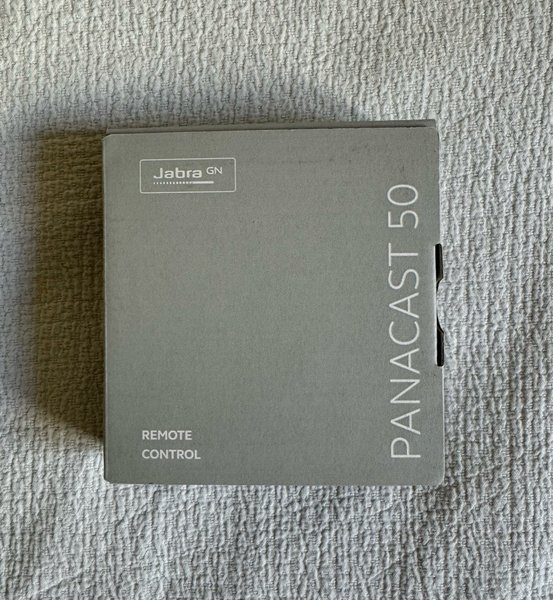 Jabra GN
PANACAST 50
REMOTE
CONTROL